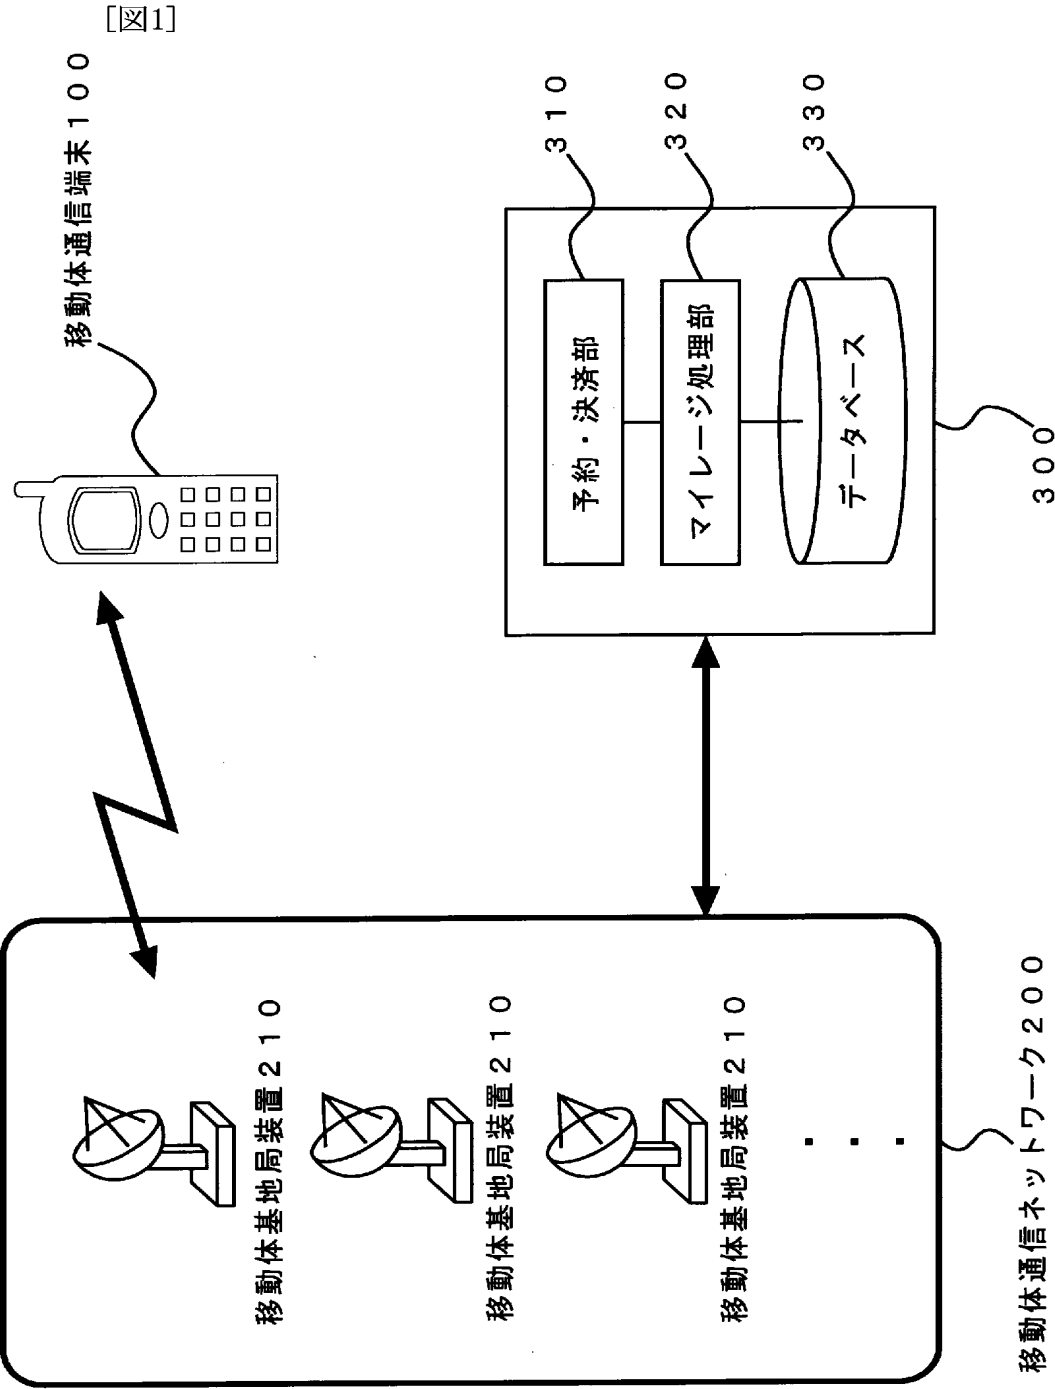 [図1]
移動体通信端末100
310
320
330
予約・決済部
マイレージ処理部
データベース
300
移動体基地局装置210
移動体基地局装置210
移動体基地局装置210
・・・
移動体通信ネットワーク200